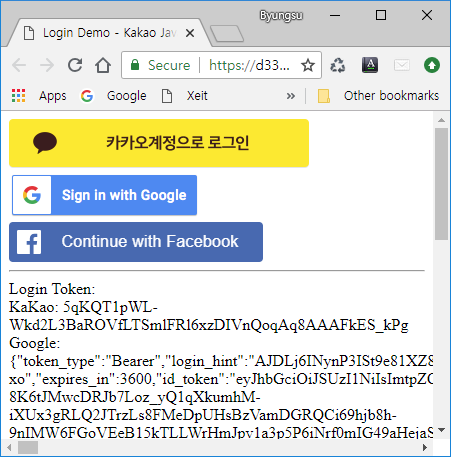 Byungsu
Login Demo - Kakao Jav
Secure https://d33...
Apps G Google Xeit » Other bookmarks
카카오계정으로 로그인
Sign in with Google
Continue with Facebook
Login Token:
KaKao: 5qKQT1pWL-
Wkd2L3BaROVfLTSmlFRl6xzDIVnQoqAq8AAAFkES_kPg
Google:
{"token_type":"Bearer","login_hint":"AJDLj6INynP3ISt9e81XZ8
xo","expires_in":3600,"id_token":"eyJhbGciOiJSUzI1NiIsImtpZC
8K6tJMwcDRJb7Loz_yQ1qXkumhM-
iXUx3gRLQ2JTrzLs8FMeDpUHsBzVamDGRQCi69hjb8h-
9nIMW6FGoVEeB15kTLLWrHmJpv1a3p5P6iNrf0mIG49aHejaS